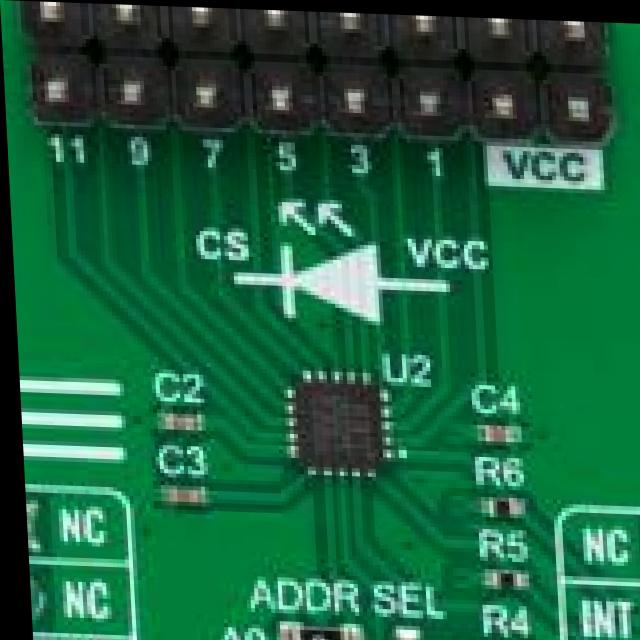 11 9 7 5 3 1 VCC
CS VCC
U2
C2 C4
C3 R6
NC R5 NC
NC ADDR SEL INT
A0 R4